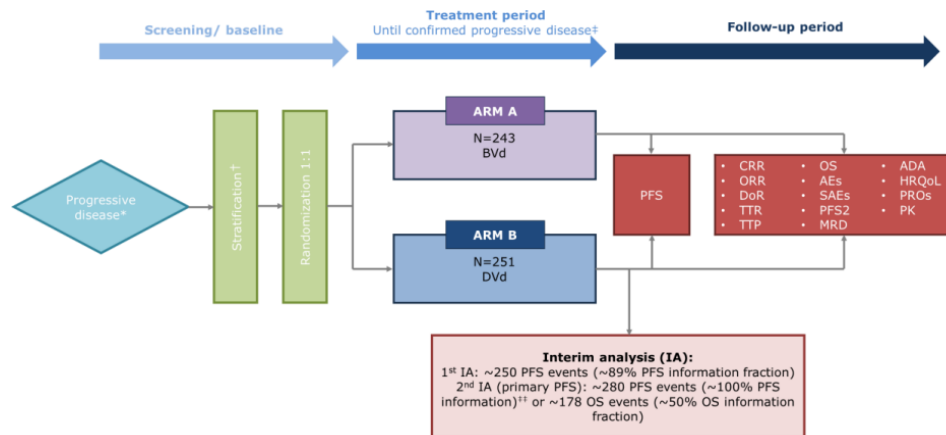 Screening/ baseline
Treatment period
Until confirmed progressive disease‡
Follow-up period
Progressive
disease*
Stratification†
Randomization 1:1
ARM A
N=243
BVd
ARM B
N=251
DVd
PFS
• CRR
• ORR
• DoR
• TTR
• TTP
• OS
• AEs
• SAEs
• PFS2
• MRD
• ADA
• HRQoL
• PROs
• PK
Interim analysis (IA):
1st IA: ~250 PFS events (~89% PFS information fraction)
2nd IA (primary PFS): ~280 PFS events (~100% PFS
information)‡‡ or ~178 OS events (~50% OS information
fraction)